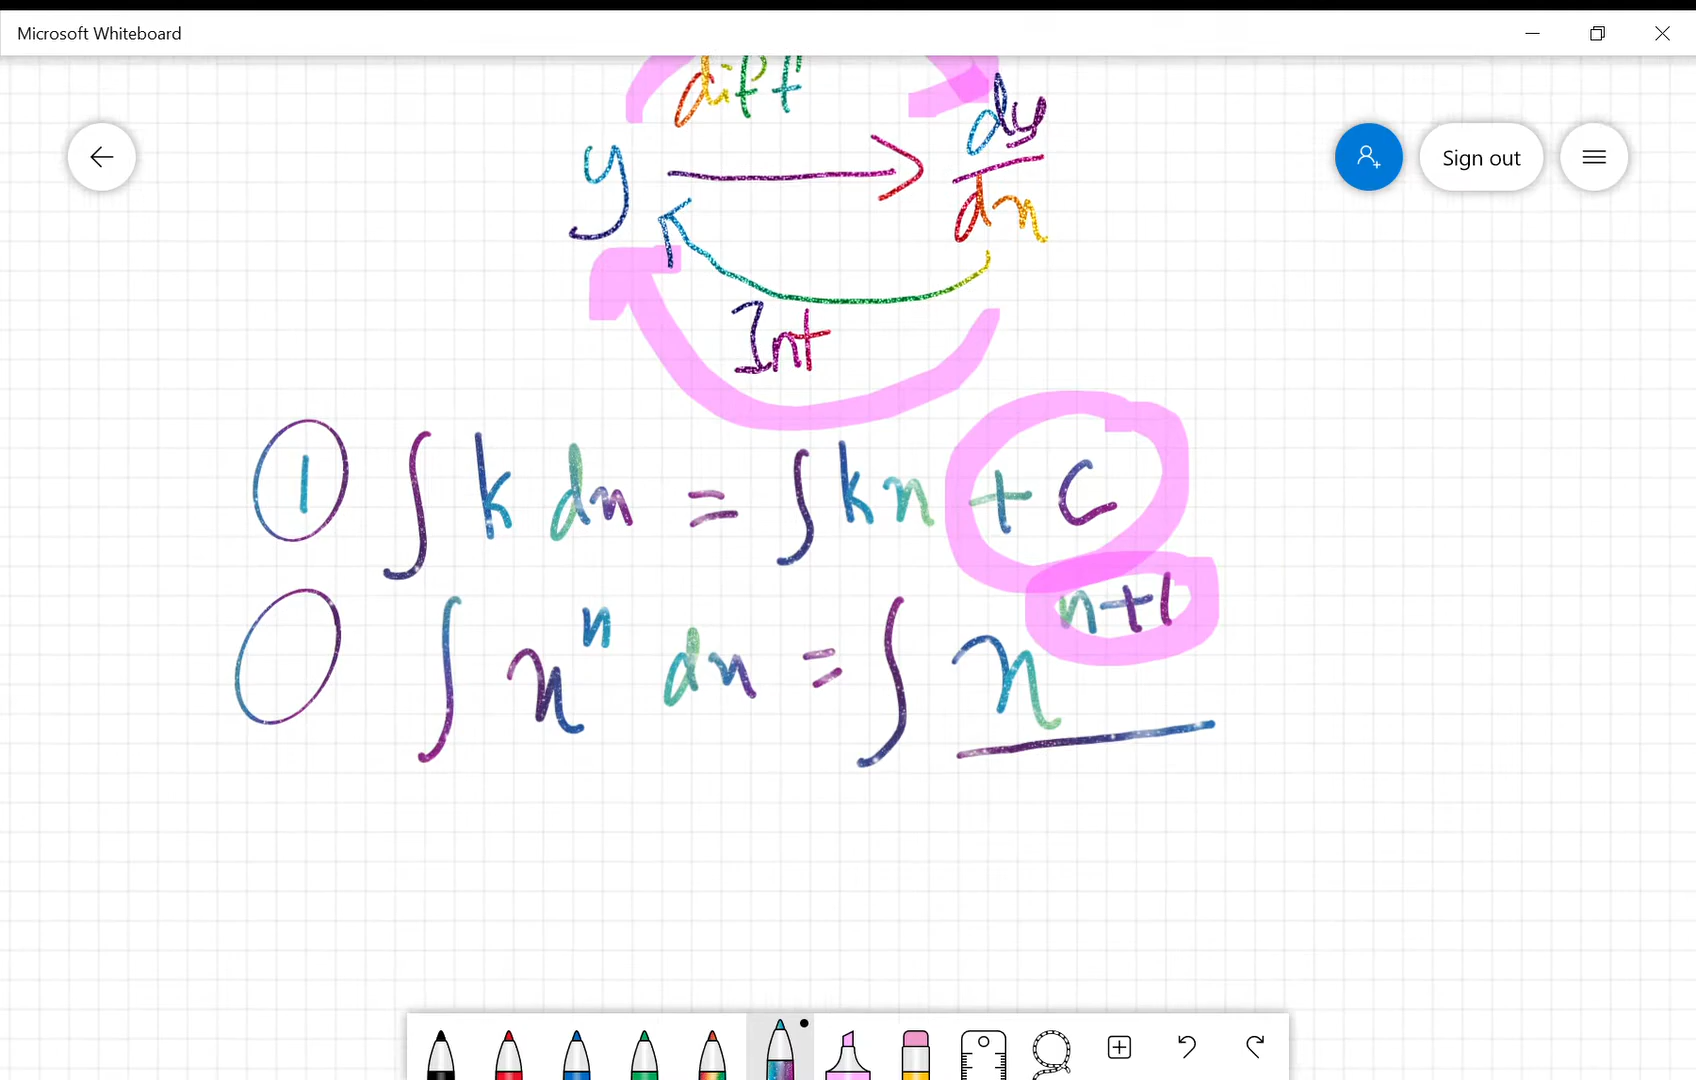 Microsoft Whiteboard
diff
y dy
dx
Int
Sign out
1 ∫ k dx = ∫ kx + c
∫ x^n dx = ∫ x^{n+1}